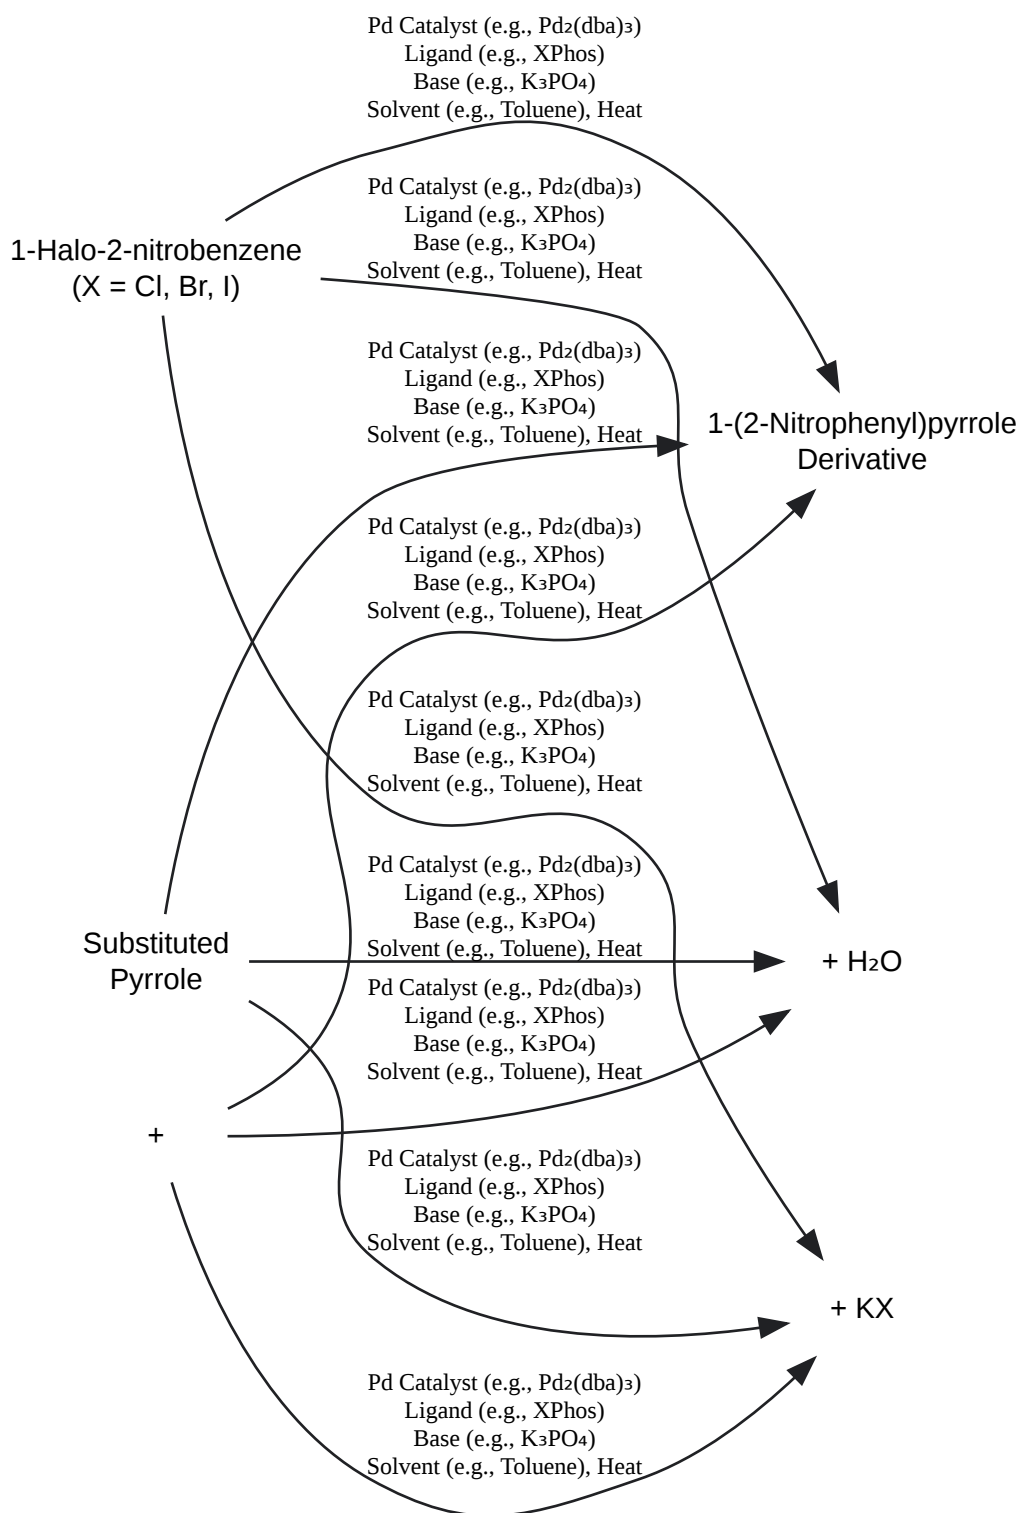 Pd Catalyst (e.g., Pd₂(dba)₃)
Ligand (e.g., XPhos)
Base (e.g., K₃PO₄)
Solvent (e.g., Toluene), Heat
Pd Catalyst (e.g., Pd₂(dba)₃)
Ligand (e.g., XPhos)
Base (e.g., K₃PO₄)
Solvent (e.g., Toluene), Heat
1-Halo-2-nitrobenzene
(X = Cl, Br, I)
Pd Catalyst (e.g., Pd₂(dba)₃)
Ligand (e.g., XPhos)
Base (e.g., K₃PO₄)
Solvent (e.g., Toluene), Heat
1-(2-Nitrophenyl)pyrrole
Derivative
Pd Catalyst (e.g., Pd₂(dba)₃)
Ligand (e.g., XPhos)
Base (e.g., K₃PO₄)
Solvent (e.g., Toluene), Heat
Pd Catalyst (e.g., Pd₂(dba)₃)
Ligand (e.g., XPhos)
Base (e.g., K₃PO₄)
Solvent (e.g., Toluene), Heat
Pd Catalyst (e.g., Pd₂(dba)₃)
Ligand (e.g., XPhos)
Base (e.g., K₃PO₄)
Solvent (e.g., Toluene), Heat
Substituted
Pyrrole
+ H₂O
Pd Catalyst (e.g., Pd₂(dba)₃)
Ligand (e.g., XPhos)
Base (e.g., K₃PO₄)
Solvent (e.g., Toluene), Heat
+
Pd Catalyst (e.g., Pd₂(dba)₃)
Ligand (e.g., XPhos)
Base (e.g., K₃PO₄)
Solvent (e.g., Toluene), Heat
+ KX
Pd Catalyst (e.g., Pd₂(dba)₃)
Ligand (e.g., XPhos)
Base (e.g., K₃PO₄)
Solvent (e.g., Toluene), Heat